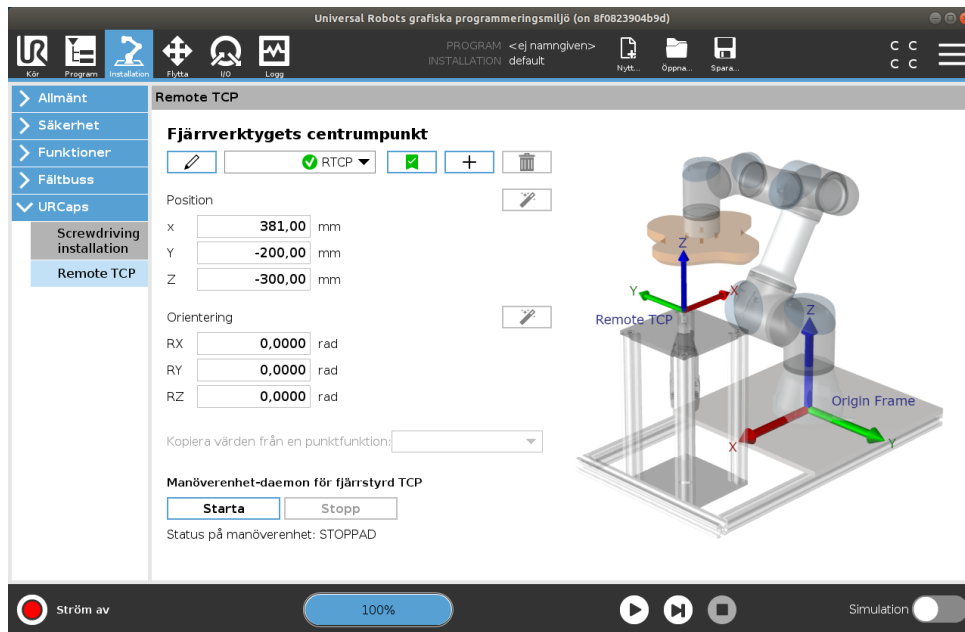 Universal Robots grafiska programmeringsmiljö (on 8f0823904b9d)
Kör
Program
Installation
Flytta
I/O
Logg
PROGRAM <ej namngiven>
INSTALLATION default
Nytt...
Öppna...
Spara...
C C
C C
Allmänt
Säkerhet
Funktioner
Fältbuss
URCaps
Screwdriving
installation
Remote TCP
Remote TCP
Fjärrverktygets centrumpunkt
RTCP
Position
X 381,00 mm
Y -200,00 mm
Z -300,00 mm
Orientering
RX 0,0000 rad
RY 0,0000 rad
RZ 0,0000 rad
Kopiera värden från en punktfunktion:
Manöverenhet-daemon för fjärrstyrd TCP
Starta Stopp
Status på manöverenhet: STOPPAD
Z
Y
X
Remote TCP
Z
Origin Frame
X
Y
Ström av
100%
Simulation